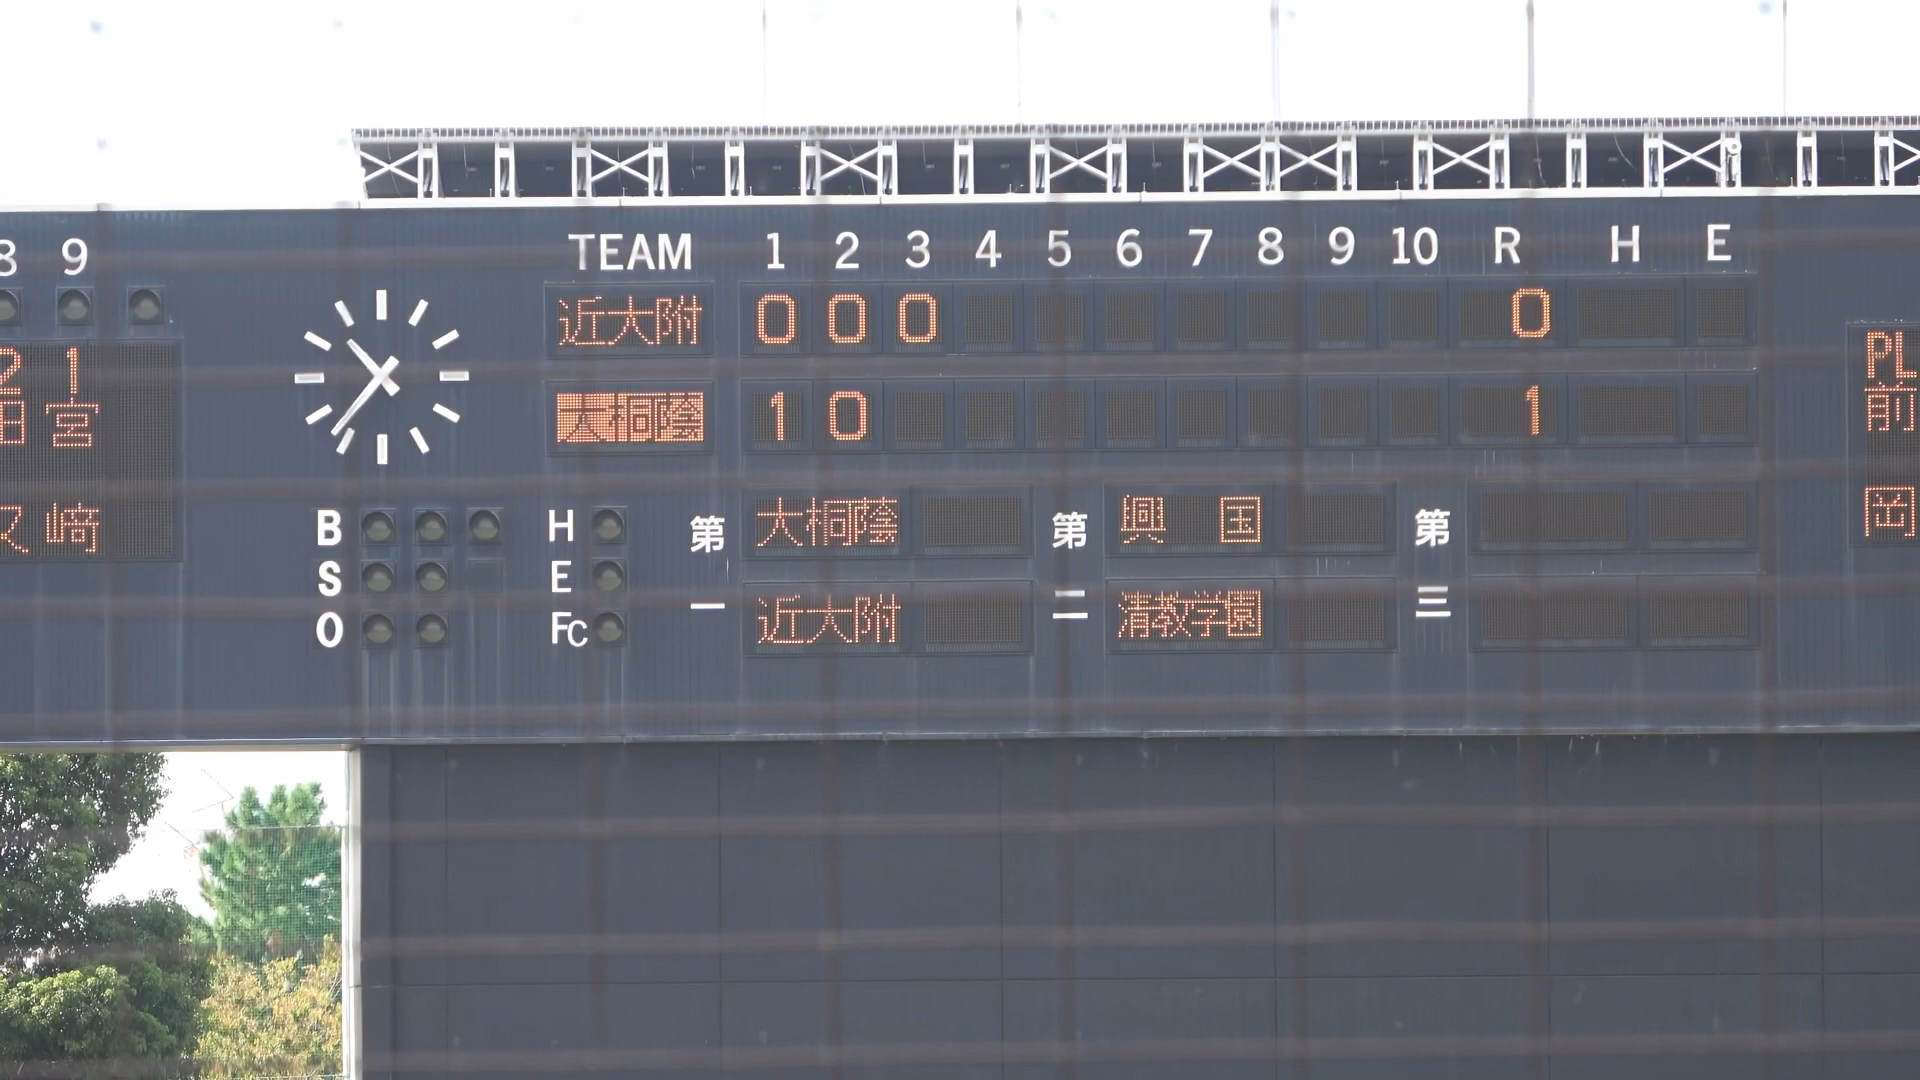 8 9
TEAM 1 2 3 4 5 6 7 8 9 10 R H E
近大附 0 0 0 0
大桐蔭 1 0 1
2 1
宮
崎
PL
前
岡
B
S
O
H
E
Fc
第一
大桐蔭
近大附
第二
興国
清教学園
第三